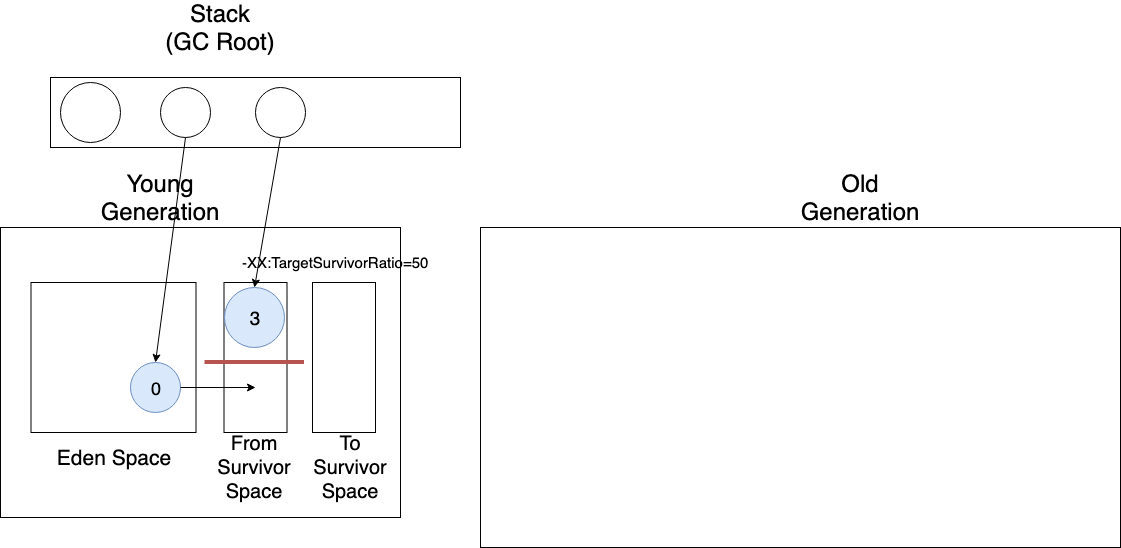 Stack
(GC Root)
Young
Generation
Old
Generation
-XX:TargetSurvivorRatio=50
3
0
Eden Space
From
Survivor
Space
To
Survivor
Space